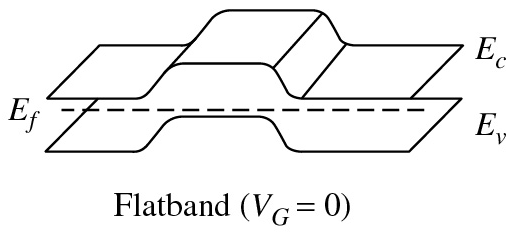 E_c
E_f
E_v
Flatband (V_G = 0)